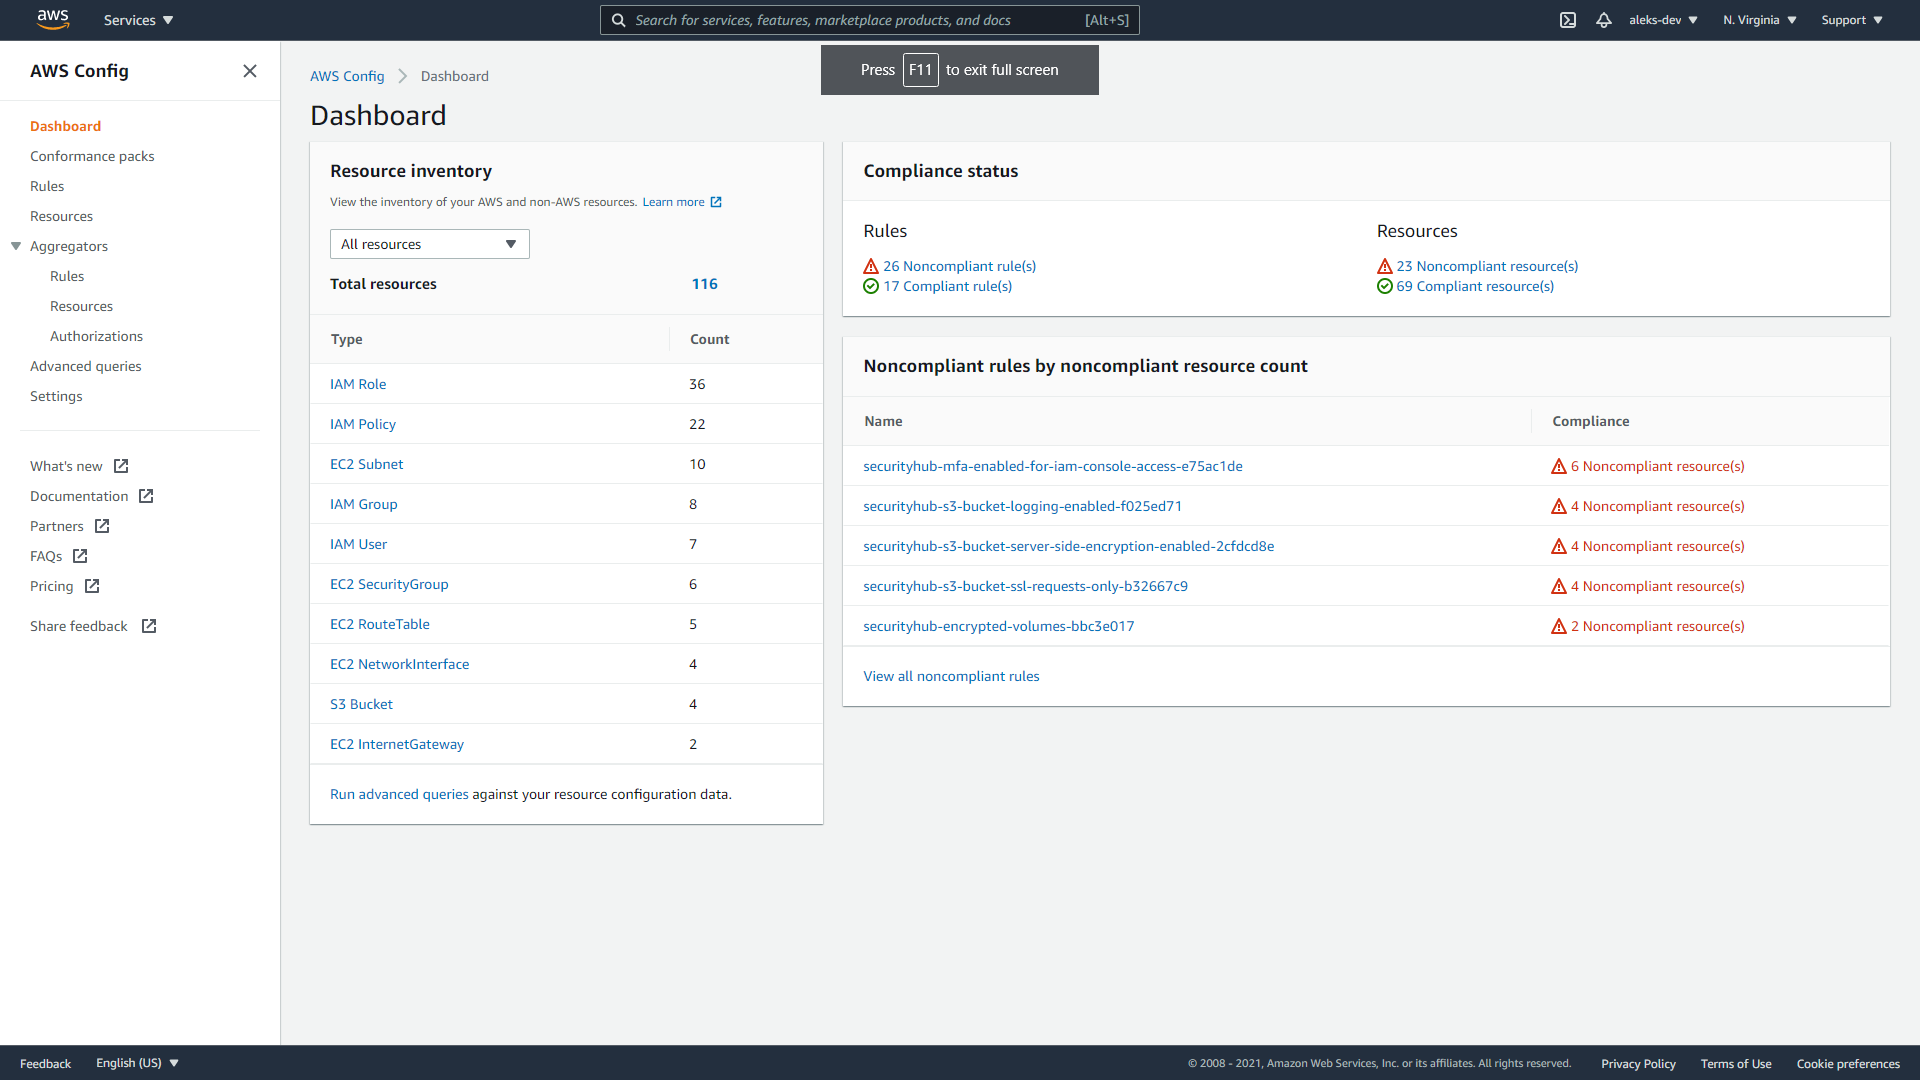 aws
Services
Search for services, features, marketplace products, and docs [Alt+S]
aleks-dev
N. Virginia
Support
AWS Config
Dashboard
Conformance packs
Rules
Resources
Aggregators
Rules
Resources
Authorizations
Advanced queries
Settings
What's new
Documentation
Partners
FAQs
Pricing
Share feedback
AWS Config Dashboard
Press F11 to exit full screen
Dashboard
Resource inventory
View the inventory of your AWS and non-AWS resources. Learn more
All resources
Total resources 116
Type Count
IAM Role 36
IAM Policy 22
EC2 Subnet 10
IAM Group 8
IAM User 7
EC2 SecurityGroup 6
EC2 RouteTable 5
EC2 NetworkInterface 4
S3 Bucket 4
EC2 InternetGateway 2
Run advanced queries against your resource configuration data.
Compliance status
Rules
26 Noncompliant rule(s)
17 Compliant rule(s)
Resources
23 Noncompliant resource(s)
69 Compliant resource(s)
Noncompliant rules by noncompliant resource count
Name Compliance
securityhub-mfa-enabled-for-iam-console-access-e75ac1de 6 Noncompliant resource(s)
securityhub-s3-bucket-logging-enabled-f025ed71 4 Noncompliant resource(s)
securityhub-s3-bucket-server-side-encryption-enabled-2cfdcd8e 4 Noncompliant resource(s)
securityhub-s3-bucket-ssl-requests-only-b32667c9 4 Noncompliant resource(s)
securityhub-encrypted-volumes-bbc3e017 2 Noncompliant resource(s)
View all noncompliant rules
Feedback
English (US)
© 2008 - 2021, Amazon Web Services, Inc. or its affiliates. All rights reserved.
Privacy Policy
Terms of Use
Cookie preferences